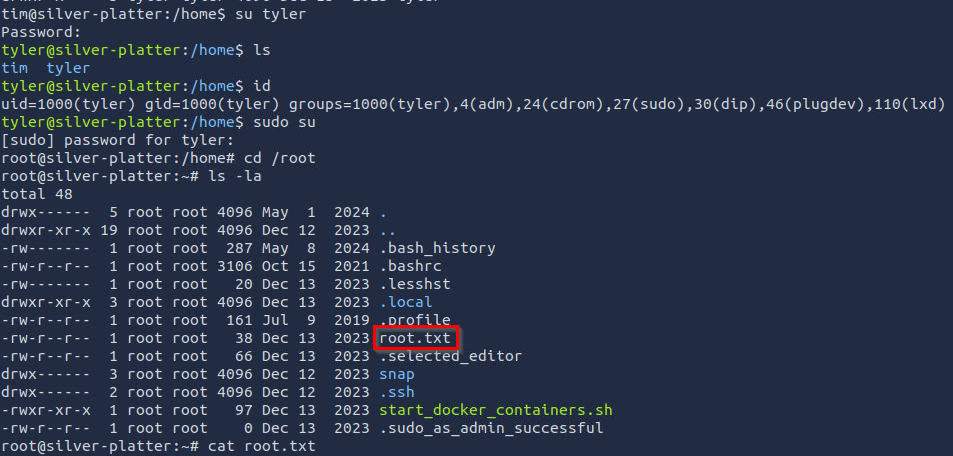 tim@silver-platter:/home$ su tyler
Password:
tyler@silver-platter:/home$ ls
tim  tyler
tyler@silver-platter:/home$ id
uid=1000(tyler) gid=1000(tyler) groups=1000(tyler),4(adm),24(cdrom),27(sudo),30(dip),46(plugdev),110(lxd)
tyler@silver-platter:/home$ sudo su
[sudo] password for tyler:
root@silver-platter:/home# cd /root
root@silver-platter:~# ls -la
total 48
drwx------  5 root root 4096 May  1  2024 .
drwxr-xr-x 19 root root 4096 Dec 12  2023 ..
-rw-------  1 root root  287 May  8  2024 .bash_history
-rw-r--r--  1 root root 3106 Oct 15  2021 .bashrc
-rw-r--r--  1 root root   20 Dec 13  2023 .lesshst
drwxr-xr-x  3 root root 4096 Dec 13  2023 .local
-rw-r--r--  1 root root  161 Jul  9  2019 .profile
-rw-r--r--  1 root root   38 Dec 13  2023 root.txt
-rw-r--r--  1 root root   66 Dec 13  2023 .selected_editor
drwx------  3 root root 4096 Dec 12  2023 snap
drwx------  2 root root 4096 Dec 12  2023 .ssh
-rwxr-xr-x  1 root root   97 Dec 13  2023 start_docker_containers.sh
-rw-r--r--  1 root root    0 Dec 13  2023 .sudo_as_admin_successful
root@silver-platter:~# cat root.txt